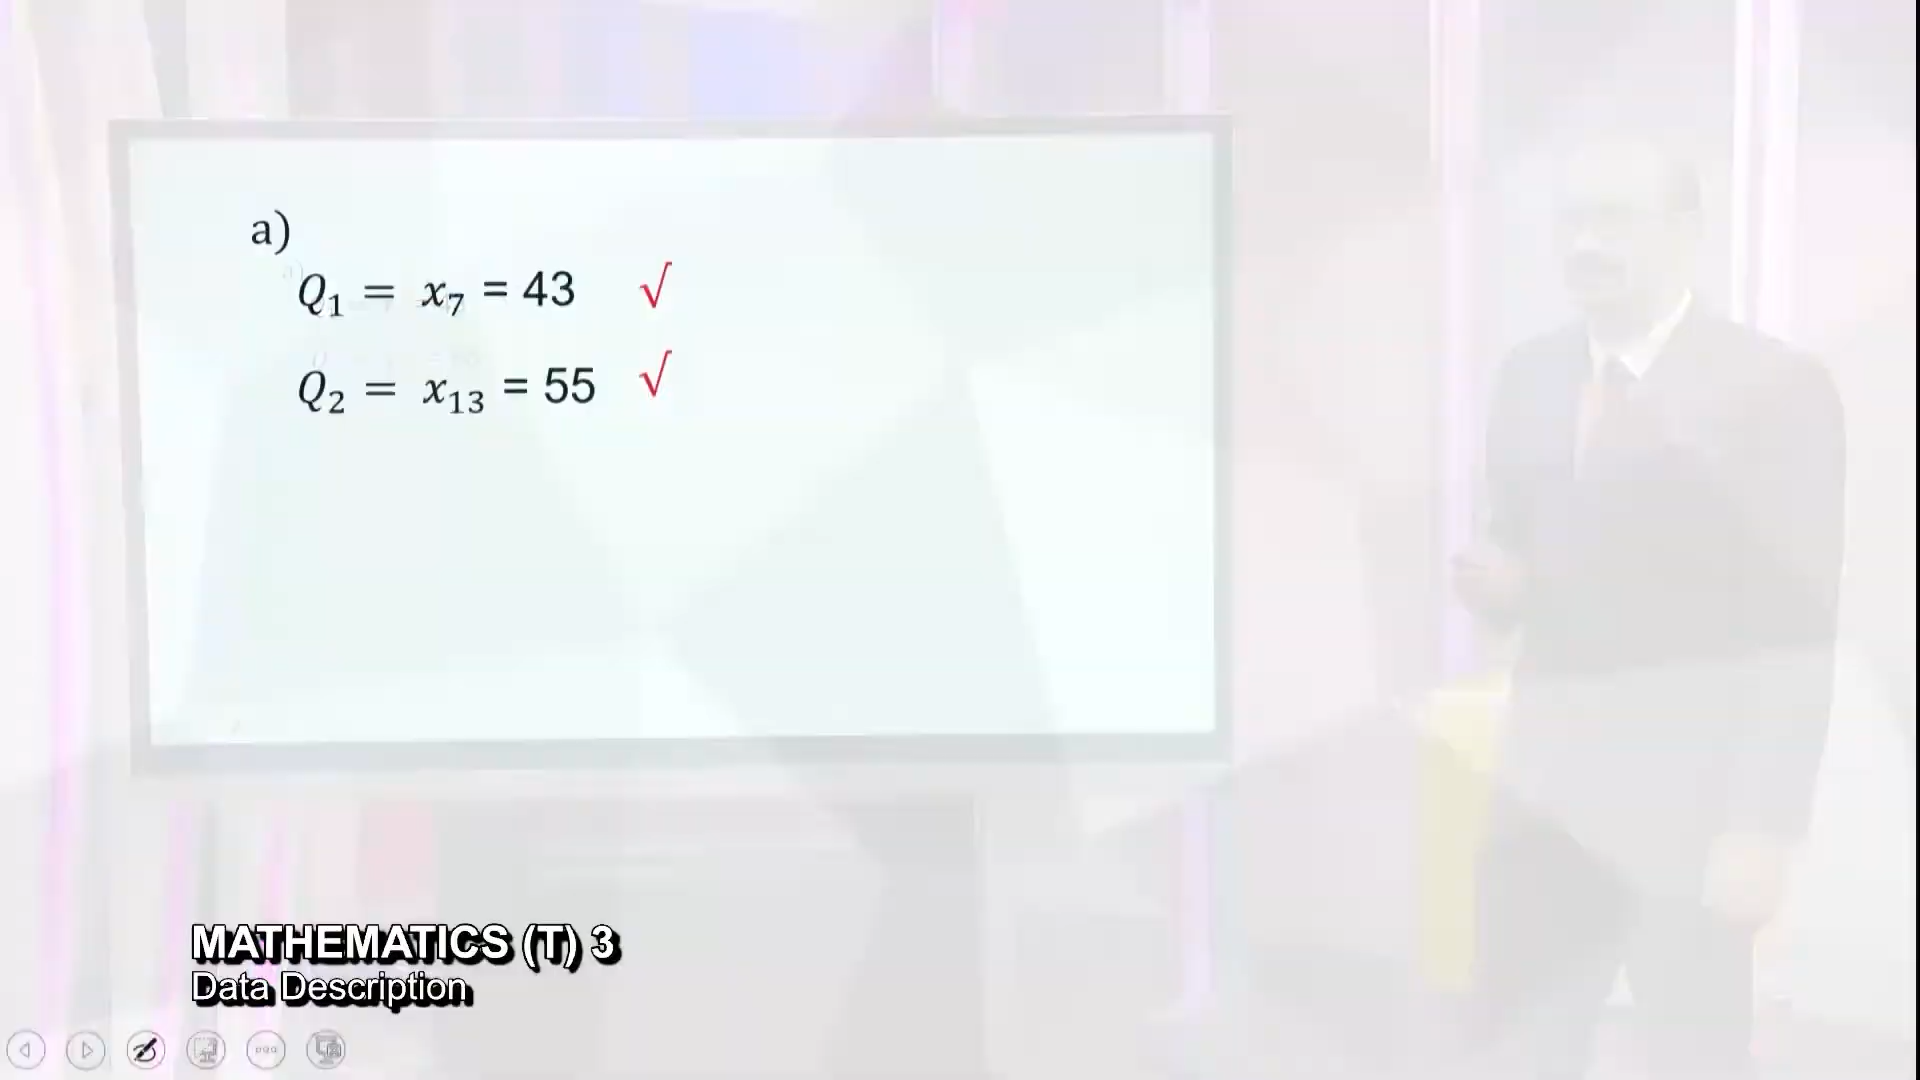 a)
Q₁ = x₇ = 43 √
Q₂ = x₁₃ = 55 √
MATHEMATICS (T) 3
Data Description